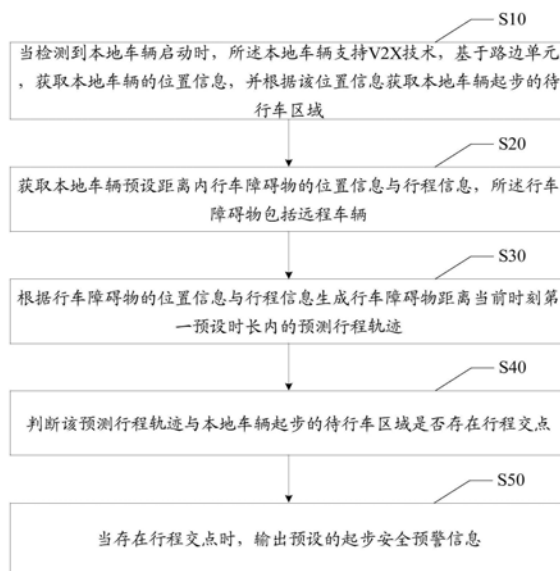 S10
当检测到本地车辆启动时，所述本地车辆支持V2X技术，基于路边单元
，获取本地车辆的位置信息，并根据该位置信息获取本地车辆起步的待
行车区域
S20
获取本地车辆预设距离内行车障碍物的位置信息与行程信息，所述行车
障碍物包括远程车辆
S30
根据行车障碍物的位置信息与行程信息生成行车障碍物距离当前时刻第
一预设时长内的预测行程轨迹
S40
判断该预测行程轨迹与本地车辆起步的待行车区域是否存在行程交点
S50
当存在行程交点时，输出预设的起步安全预警信息